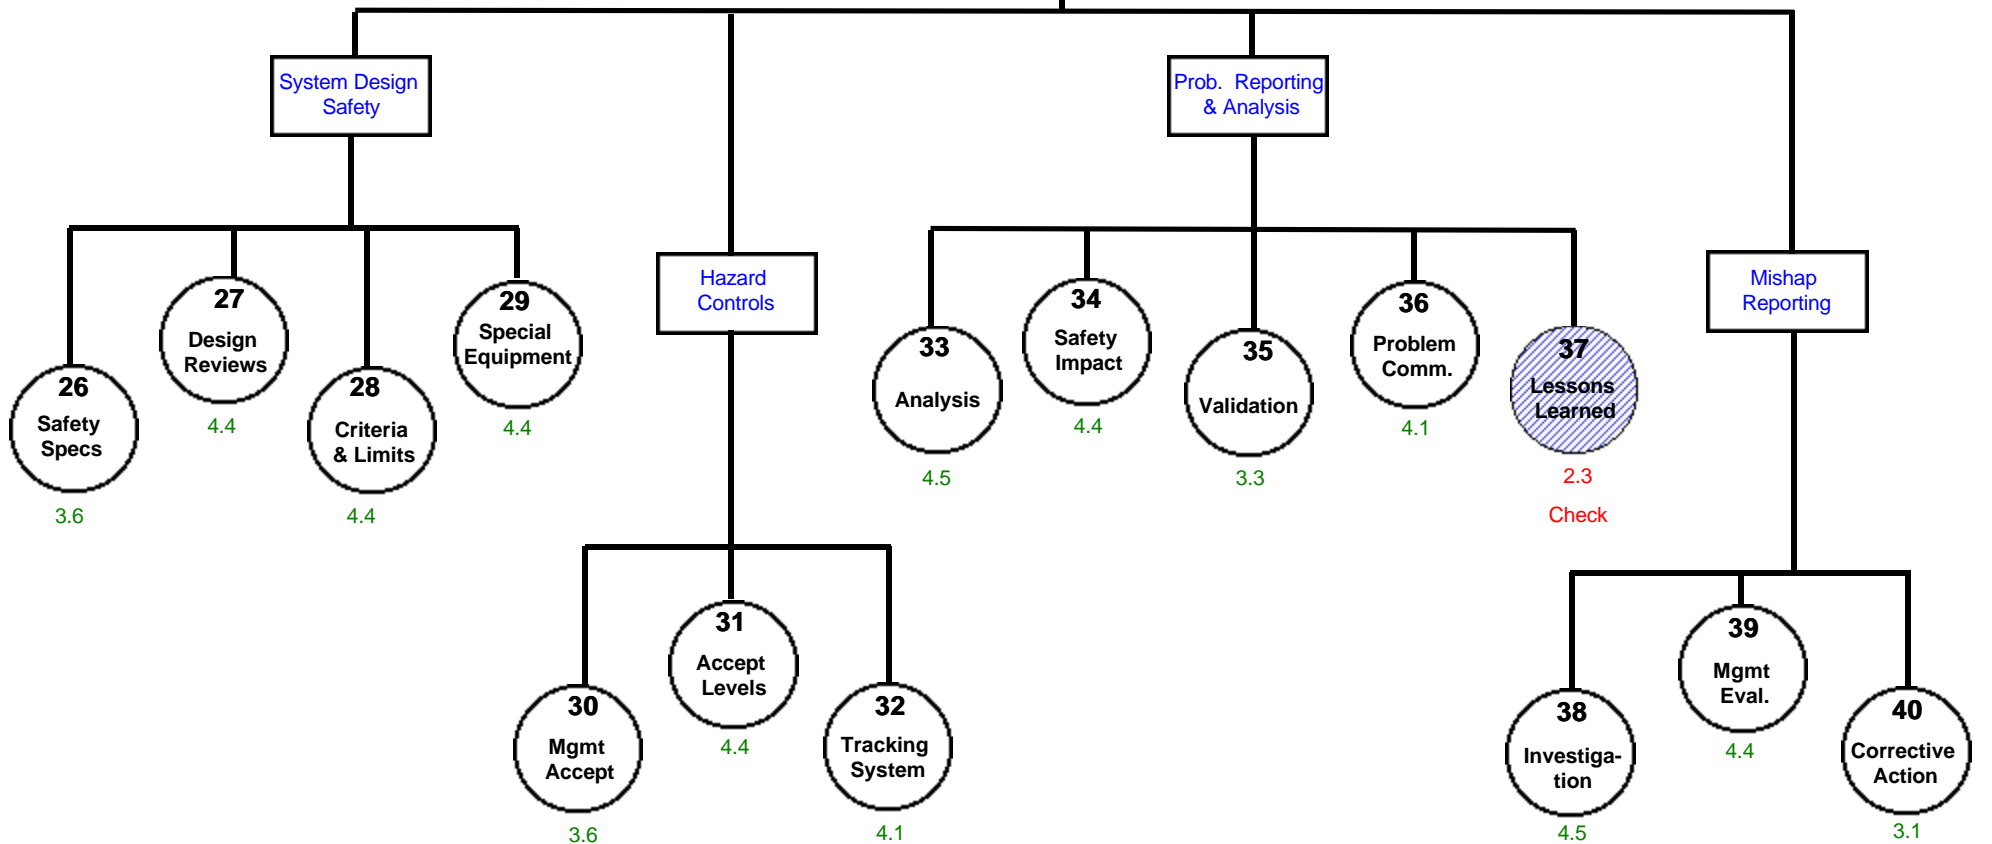 System Design
Safety
Prob.  Reporting
& Analysis
Hazard
Controls
Mishap
Reporting
26
Safety
Specs
3.6
27
Design
Reviews
4.4
28
Criteria
& Limits
4.4
29
Special
Equipment
4.4
30
Mgmt
Accept
3.6
31
Accept
Levels
4.4
32
Tracking
System
4.1
33
Analysis
4.5
34
Safety
Impact
4.4
35
Validation
3.3
36
Problem
Comm.
4.1
37
Lessons
Learned
2.3
Check
38
Investiga-
tion
4.5
39
Mgmt
Eval.
4.4
40
Corrective
Action
3.1